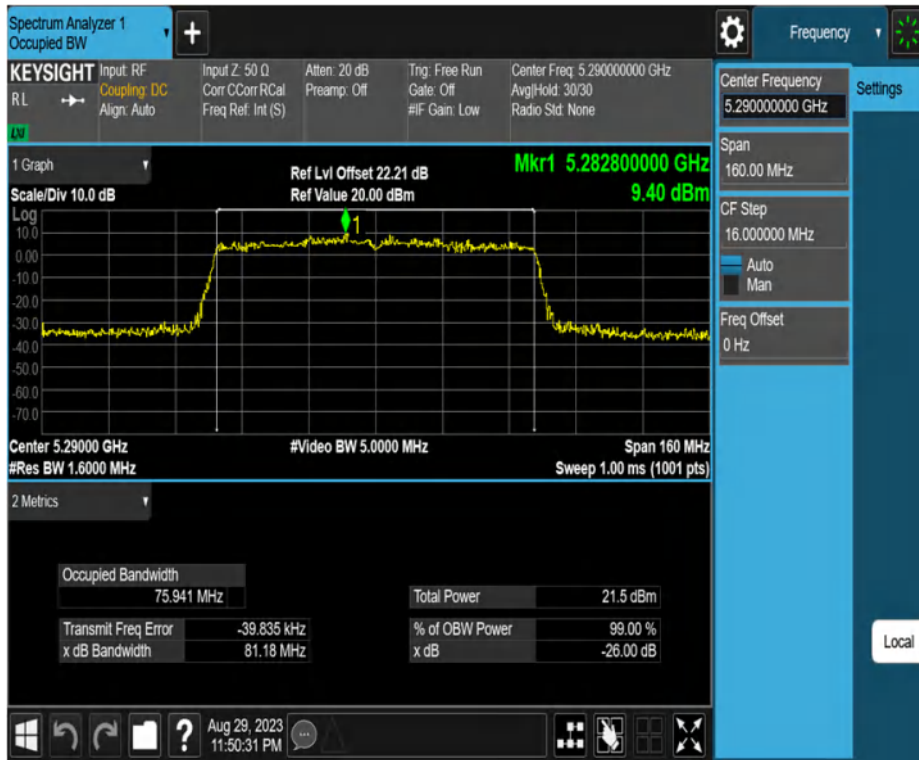 Spectrum Analyzer 1
Occupied BW
+
Frequency
KEYSIGHT Input: RF
RL
Coupling: DC
Align: Auto
LXI
Input Z: 50 Ω
Corr CCorr RCal
Freq Ref: Int (S)
Atten: 20 dB
Preamp: Off
Trig: Free Run
Gate: Off
#IF Gain: Low
Center Freq: 5.290000000 GHz
Avg|Hold: 30/30
Radio Std: None
Center Frequency
5.290000000 GHz
Settings
Span
160.00 MHz
CF Step
16.000000 MHz
Auto
Man
Freq Offset
0 Hz
1 Graph
Scale/Div 10.0 dB
Ref Lvl Offset 22.21 dB
Ref Value 20.00 dBm
Mkr1 5.282800000 GHz
9.40 dBm
Log
10.0
0.00
-10.0
-20.0
-30.0
-40.0
-50.0
-60.0
-70.0
1
Center 5.29000 GHz
#Res BW 1.6000 MHz
#Video BW 5.0000 MHz
Span 160 MHz
Sweep 1.00 ms (1001 pts)
2 Metrics
Occupied Bandwidth
75.941 MHz
Total Power 21.5 dBm
Transmit Freq Error -39.835 kHz
% of OBW Power 99.00 %
x dB Bandwidth 81.18 MHz
x dB -26.00 dB
Local
?
Aug 29, 2023
11:50:31 PM